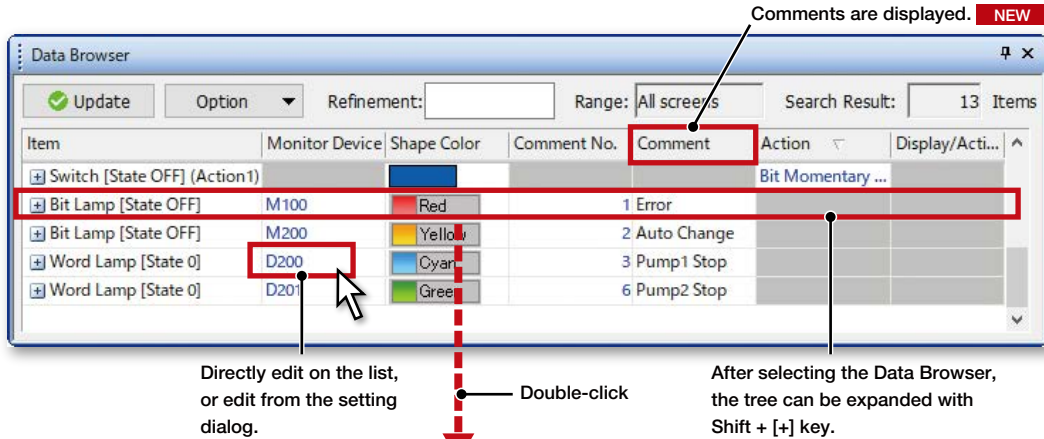 Comments are displayed. NEW
Data Browser
Update Option Refinement: Range: All screens Search Result: 13 Items
Item Monitor Device Shape Color Comment No. Comment Action Display/Acti...
Switch [State OFF] (Action1) Bit Momentary ...
Bit Lamp [State OFF] M100 Red 1 Error
Bit Lamp [State OFF] M200 Yellow 2 Auto Change
Word Lamp [State 0] D200 Cyan 3 Pump1 Stop
Word Lamp [State 0] D201 Green 6 Pump2 Stop
Directly edit on the list,
or edit from the setting
dialog.
Double-click
After selecting the Data Browser,
the tree can be expanded with
Shift + [+] key.